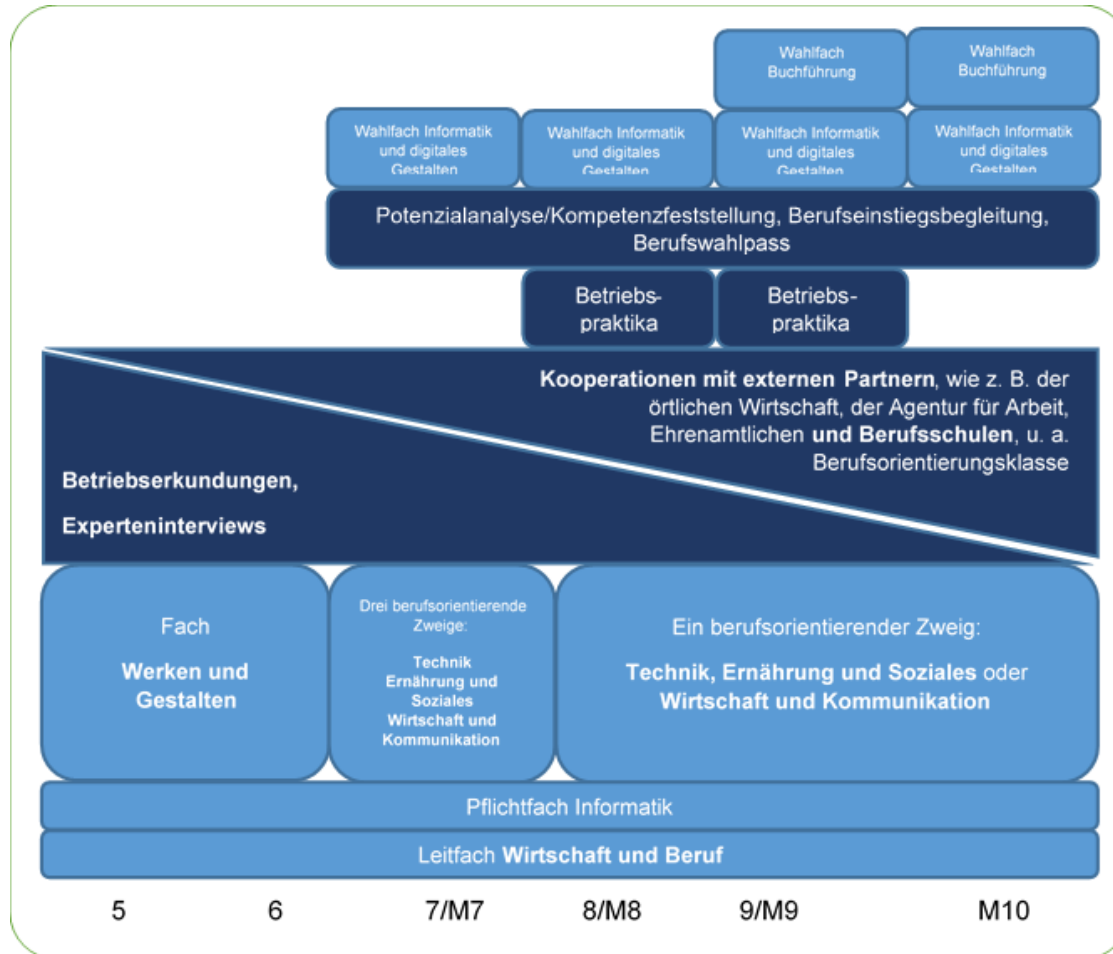 Wahlfach
Buchführung
Wahlfach
Buchführung
Wahlfach Informatik
und digitales
Gestalten
Wahlfach Informatik
und digitales
Gestalten
Wahlfach Informatik
und digitales
Gestalten
Wahlfach Informatik
und digitales
Gestalten
Potenzialanalyse/Kompetenzfeststellung, Berufseinstiegsbegleitung,
Berufswahlpass
Betriebs-
praktika
Betriebs-
praktika
Kooperationen mit externen Partnern, wie z. B. der
örtlichen Wirtschaft, der Agentur für Arbeit,
Ehrenamtlichen und Berufsschulen, u. a.
Berufsorientierungsklasse
Betriebserkundungen,
Experteninterviews
Fach
Werken und
Gestalten
Drei berufsorientierende
Zweige:
Technik
Ernährung und
Soziales
Wirtschaft und
Kommunikation
Ein berufsorientierender Zweig:
Technik, Ernährung und Soziales oder
Wirtschaft und Kommunikation
Pflichtfach Informatik
Leitfach Wirtschaft und Beruf
5 6 7/M7 8/M8 9/M9 M10